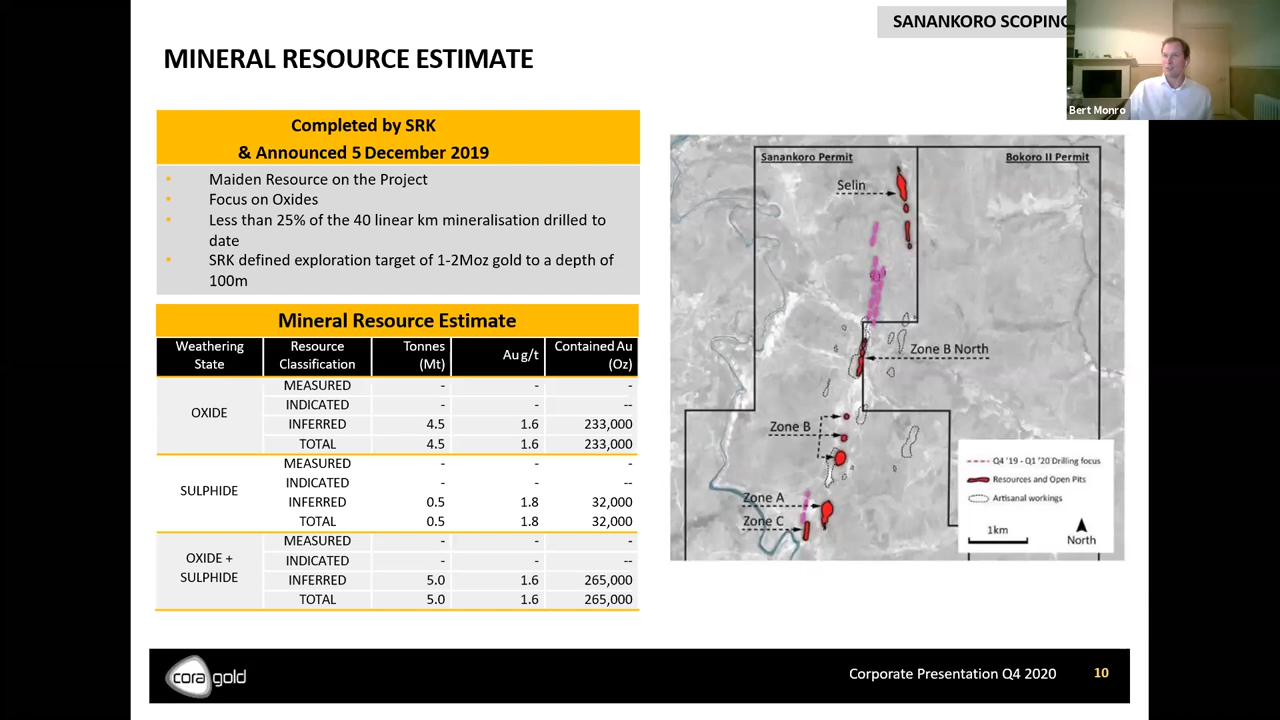 SANANKORO SCOPING
Bert Monro
MINERAL RESOURCE ESTIMATE
Completed by SRK
& Announced 5 December 2019
• Maiden Resource on the Project
• Focus on Oxides
• Less than 25% of the 40 linear km mineralisation drilled to
date
• SRK defined exploration target of 1-2Moz gold to a depth of
100m
Mineral Resource Estimate
Weathering State Resource Classification Tonnes (Mt) Au g/t Contained Au (Oz)
OXIDE
MEASURED - - -
INDICATED - - --
INFERRED 4.5 1.6 233,000
TOTAL 4.5 1.6 233,000
SULPHIDE
MEASURED - - -
INDICATED - - --
INFERRED 0.5 1.8 32,000
TOTAL 0.5 1.8 32,000
OXIDE +
SULPHIDE
MEASURED - - -
INDICATED - - --
INFERRED 5.0 1.6 265,000
TOTAL 5.0 1.6 265,000
Sanankoro Permit
Bokoro II Permit
Selin
Zone B North
Zone B
Zone A
Zone C
Q4 '19 - Q1 '20 Drilling focus
Resources and Open Pits
Artisanal workings
1km
North
coragold
Corporate Presentation Q4 2020
10